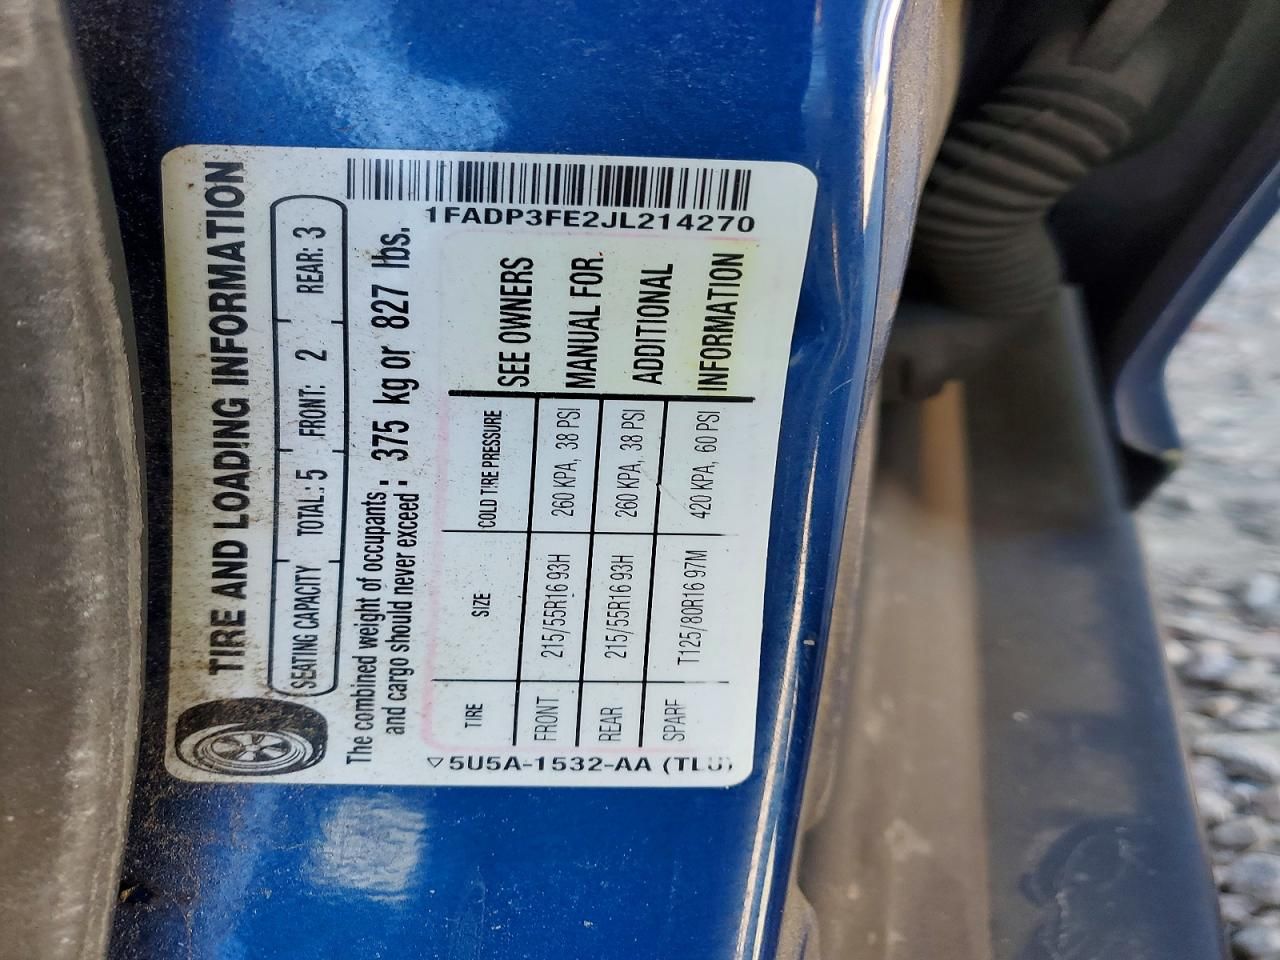 TIRE AND LOADING INFORMATION
SEATING CAPACITY TOTAL: 5 FRONT: 2 REAR: 3
The combined weight of occupants : 375 kg or 827 lbs.
and cargo should never exceed :
TIRE SIZE COLD TIRE PRESSURE
FRONT 215/55R16 93H 260 KPA, 38 PSI
REAR 215/55R16 93H 260 KPA, 38 PSI
SPARE T125/80R16 97M 420 KPA, 60 PSI
SEE OWNERS
MANUAL FOR
ADDITIONAL
INFORMATION
5U5A-1532-AA (TLU)
1FADP3FE2JL214270